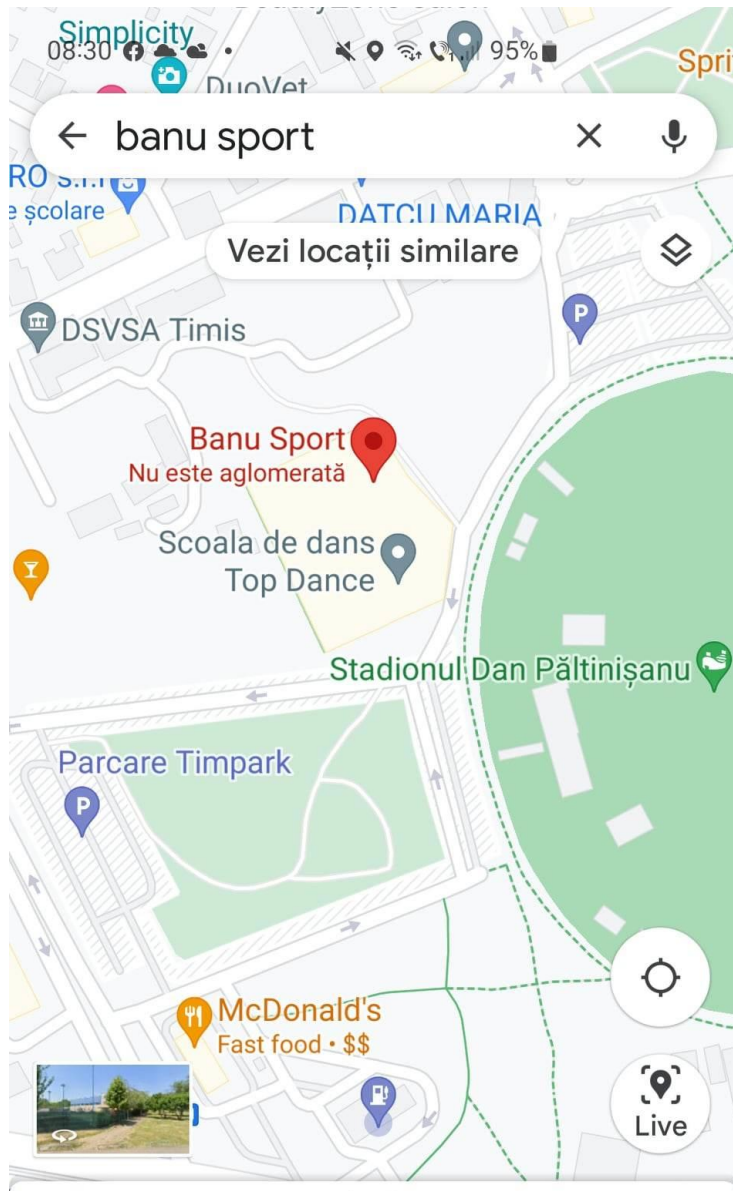 Simplicity
08:30
95%
DuoVet
Spri
banu sport
RO s.r.l
e școlare
DATCU MARIA
Vezi locații similare
P
DSVSA Timis
Banu Sport
Nu este aglomerată
Scoala de dans
Top Dance
Stadionul Dan Păltinișanu
Parcare Timpark
P
McDonald's
Fast food • $$
Live